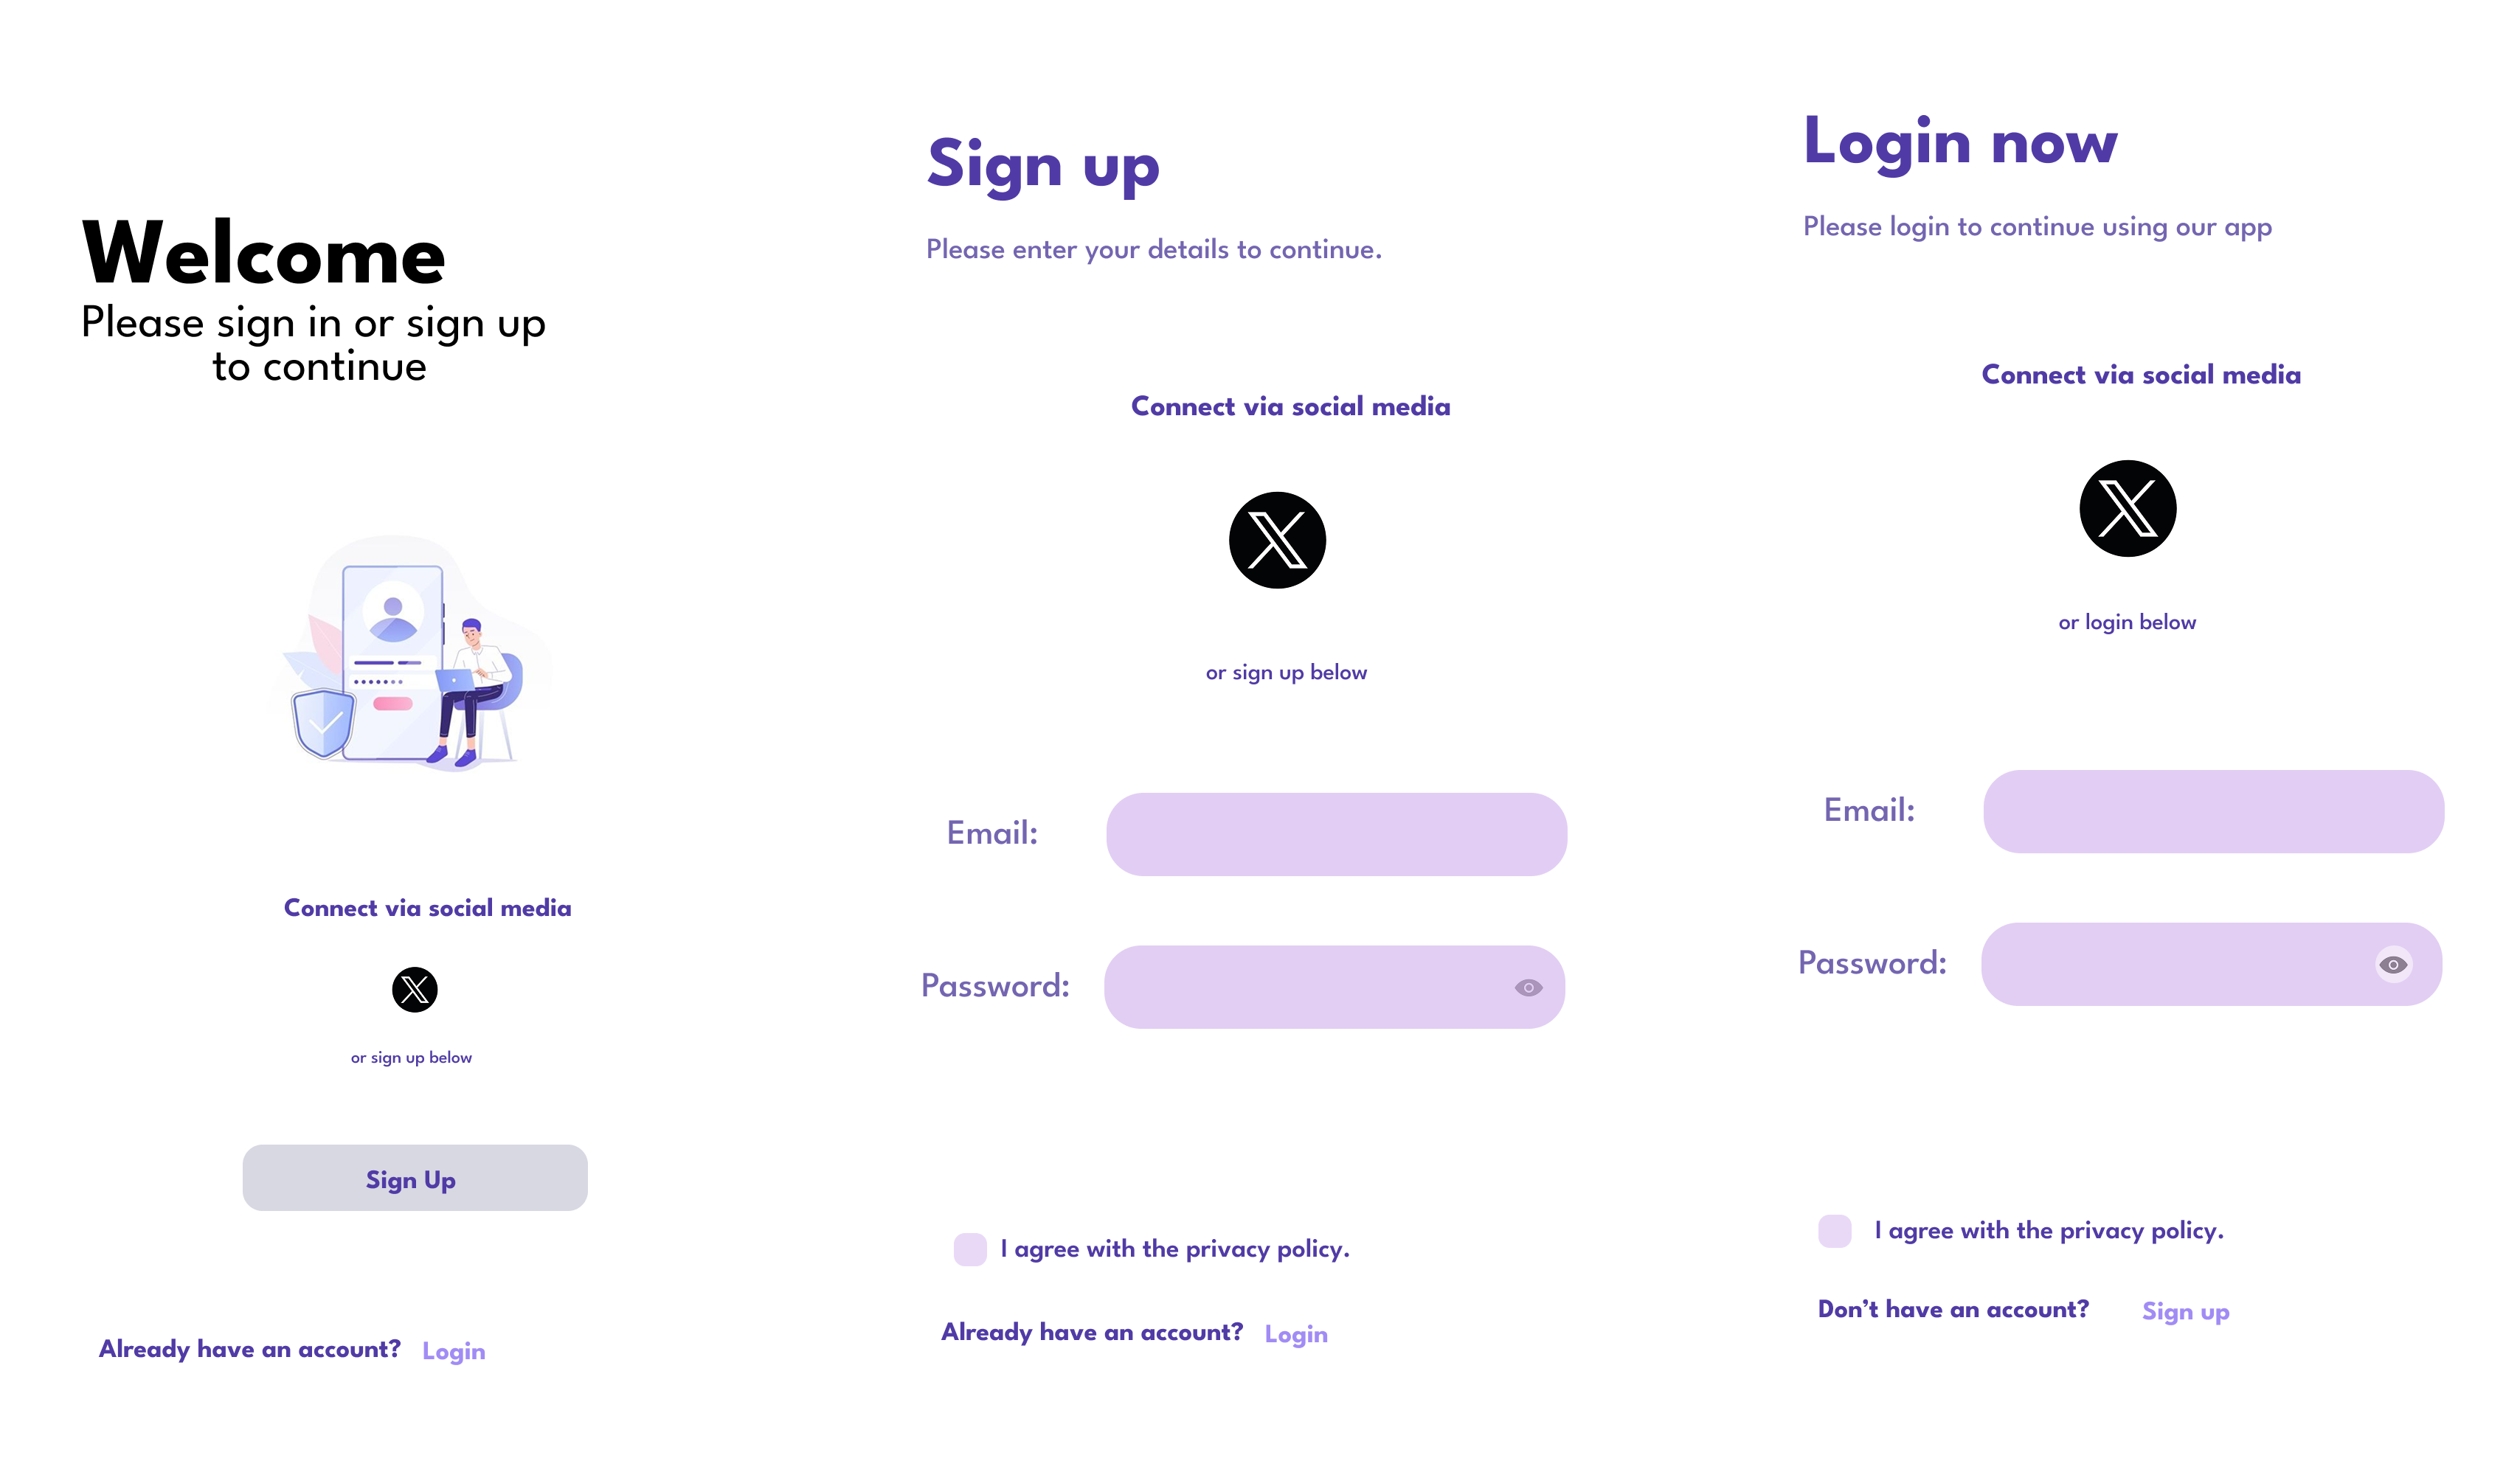 Welcome
Please sign in or sign up
to continue
Connect via social media
or sign up below
Sign Up
Already have an account? Login
Sign up
Please enter your details to continue.
Connect via social media
or sign up below
Email:
Password:
I agree with the privacy policy.
Already have an account? Login
Login now
Please login to continue using our app
Connect via social media
or login below
Email:
Password:
I agree with the privacy policy.
Don’t have an account? Sign up